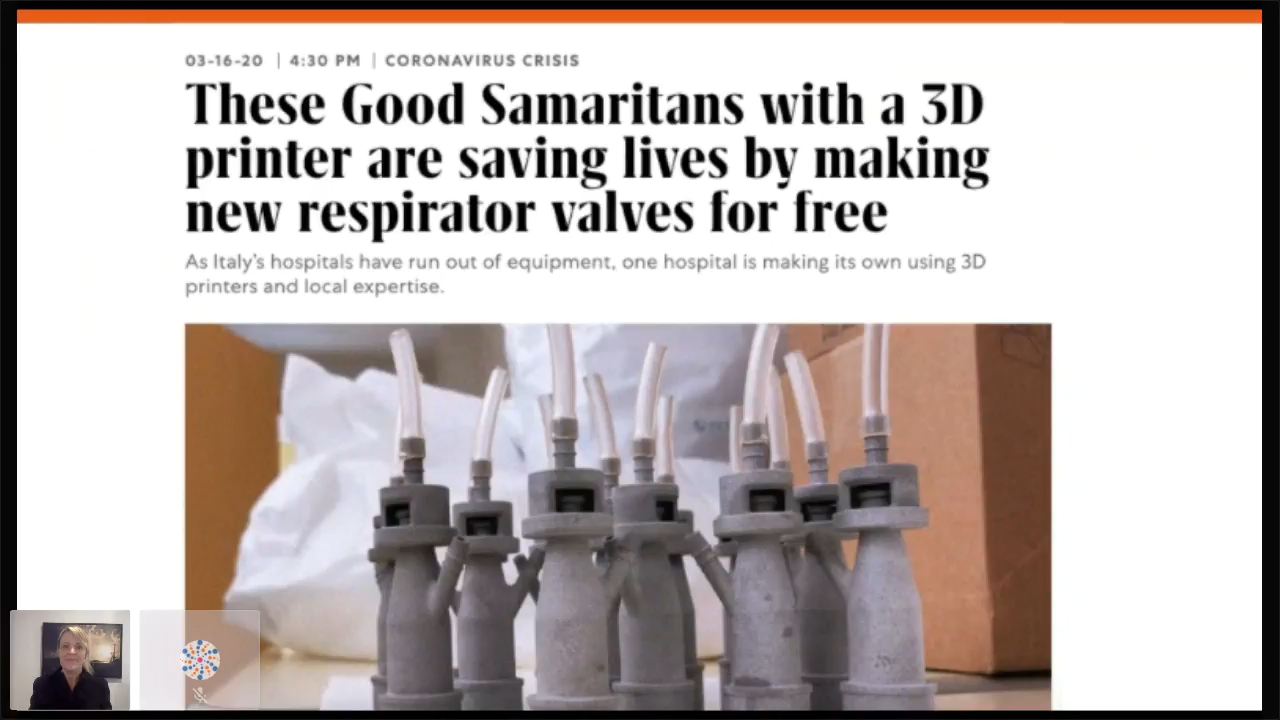 03-16-20 | 4:30 PM | CORONAVIRUS CRISIS
These Good Samaritans with a 3D
printer are saving lives by making
new respirator valves for free
As Italy's hospitals have run out of equipment, one hospital is making its own using 3D
printers and local expertise.